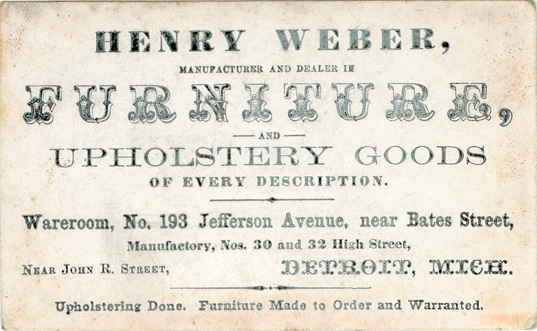 HENRY WEBER,
MANUFACTURER AND DEALER IN
FURNITURE,
AND
UPHOLSTERY GOODS
OF EVERY DESCRIPTION.
Wareroom, No. 193 Jefferson Avenue, near Bates Street,
Manufactory, Nos. 30 and 32 High Street,
NEAR JOHN R. STREET, DETROIT, MICH.
Upholstering Done. Furniture Made to Order and Warranted.